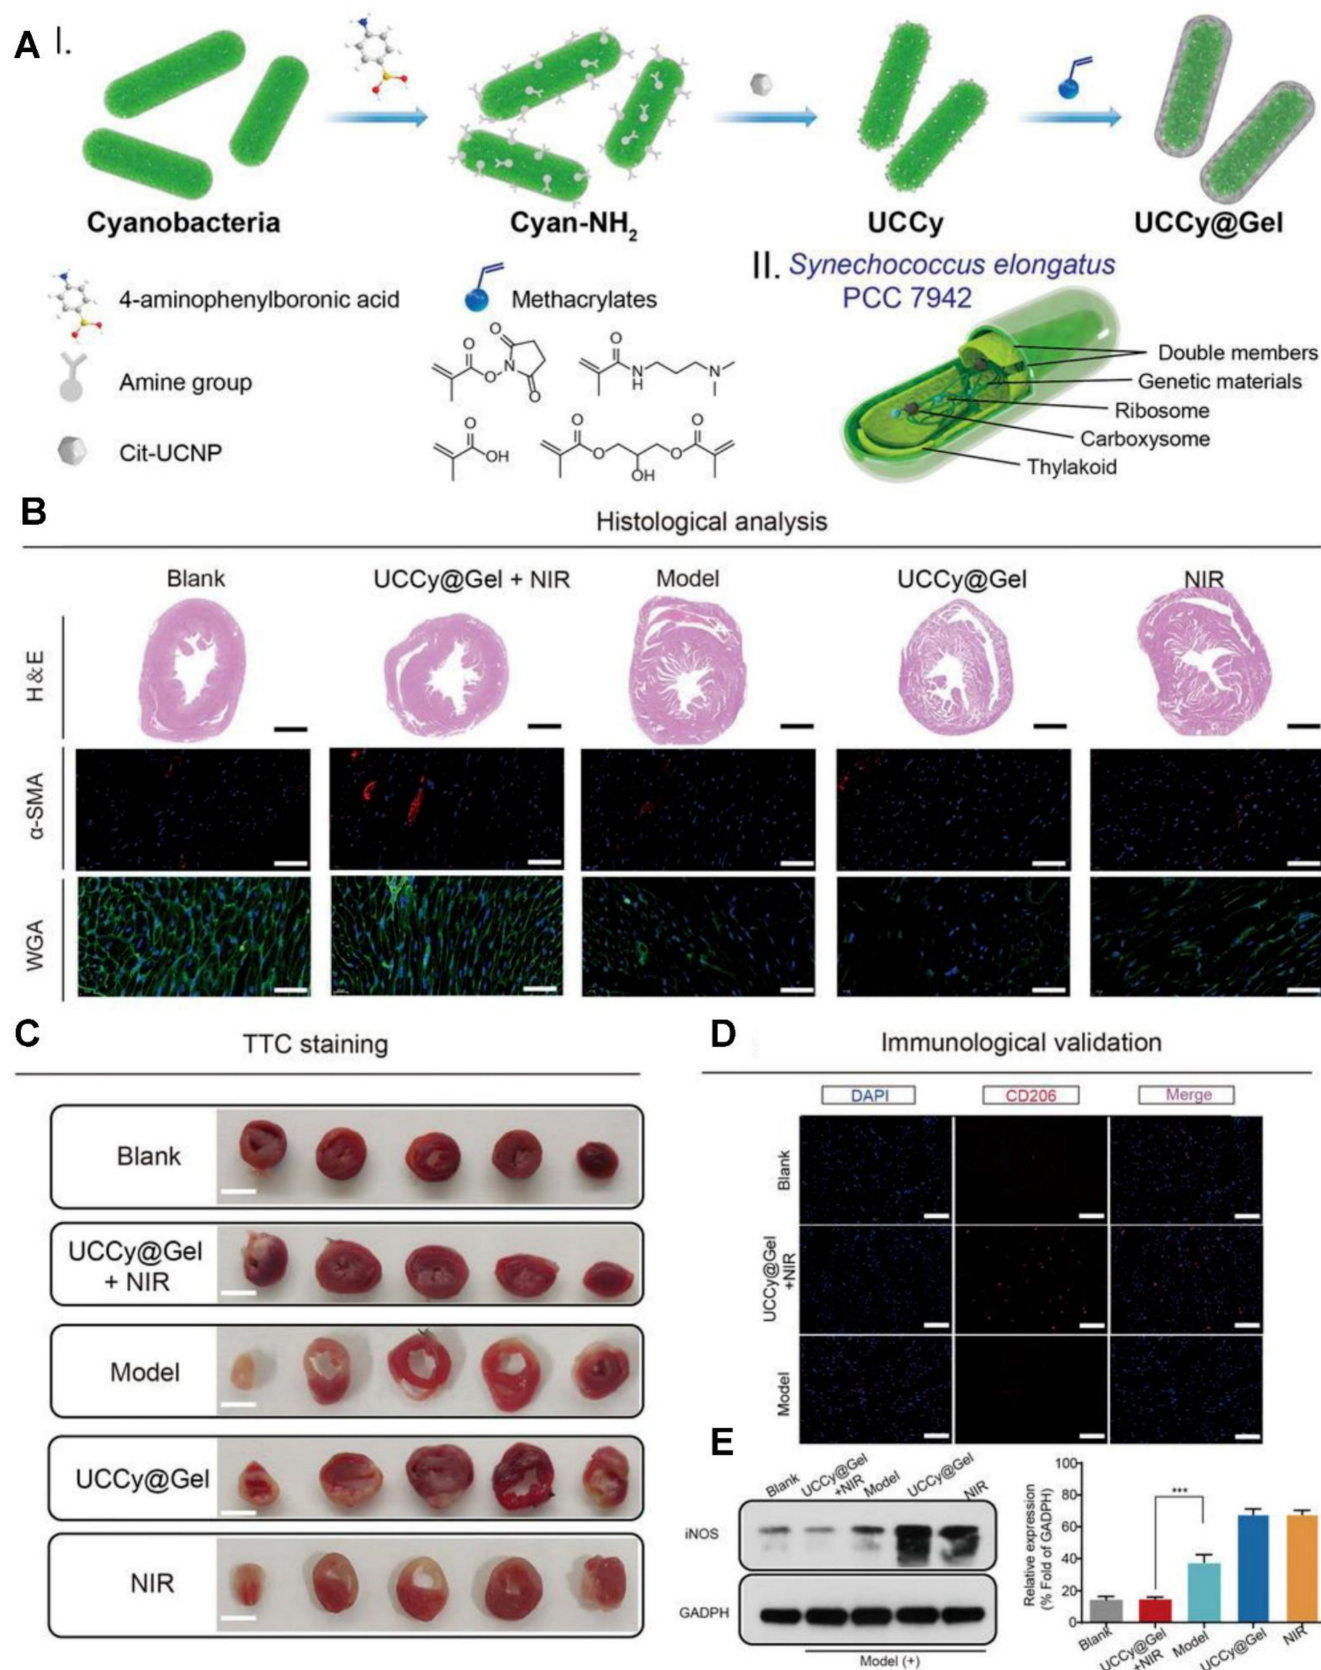 A I.
Cyanobacteria
Cyan-NH₂
UCCy
UCCy@Gel
4-aminophenylboronic acid
Amine group
Cit-UCNP
Methacrylates
O
O
O
N
O
O
N
H
N
O
OH
O
O
OH
O
O
II. Synechococcus elongatus
PCC 7942
Double members
Genetic materials
Ribosome
Carboxysome
Thylakoid
B
Histological analysis
Blank
UCCy@Gel + NIR
Model
UCCy@Gel
NIR
H&E
α-SMA
WGA
C
TTC staining
Blank
UCCy@Gel
+ NIR
Model
UCCy@Gel
NIR
D
Immunological validation
DAPI
CD206
Merge
Blank
UCCy@Gel
+NIR
Model
E
Blank
UCCy@Gel
+NIR
Model
UCCy@Gel
NIR
iNOS
GADPH
Model (+)
Relative expression
(% Fold of GADPH)
100
80
60
40
20
0
***
Blank
UCCy@Gel
+NIR
Model
UCCy@Gel
NIR